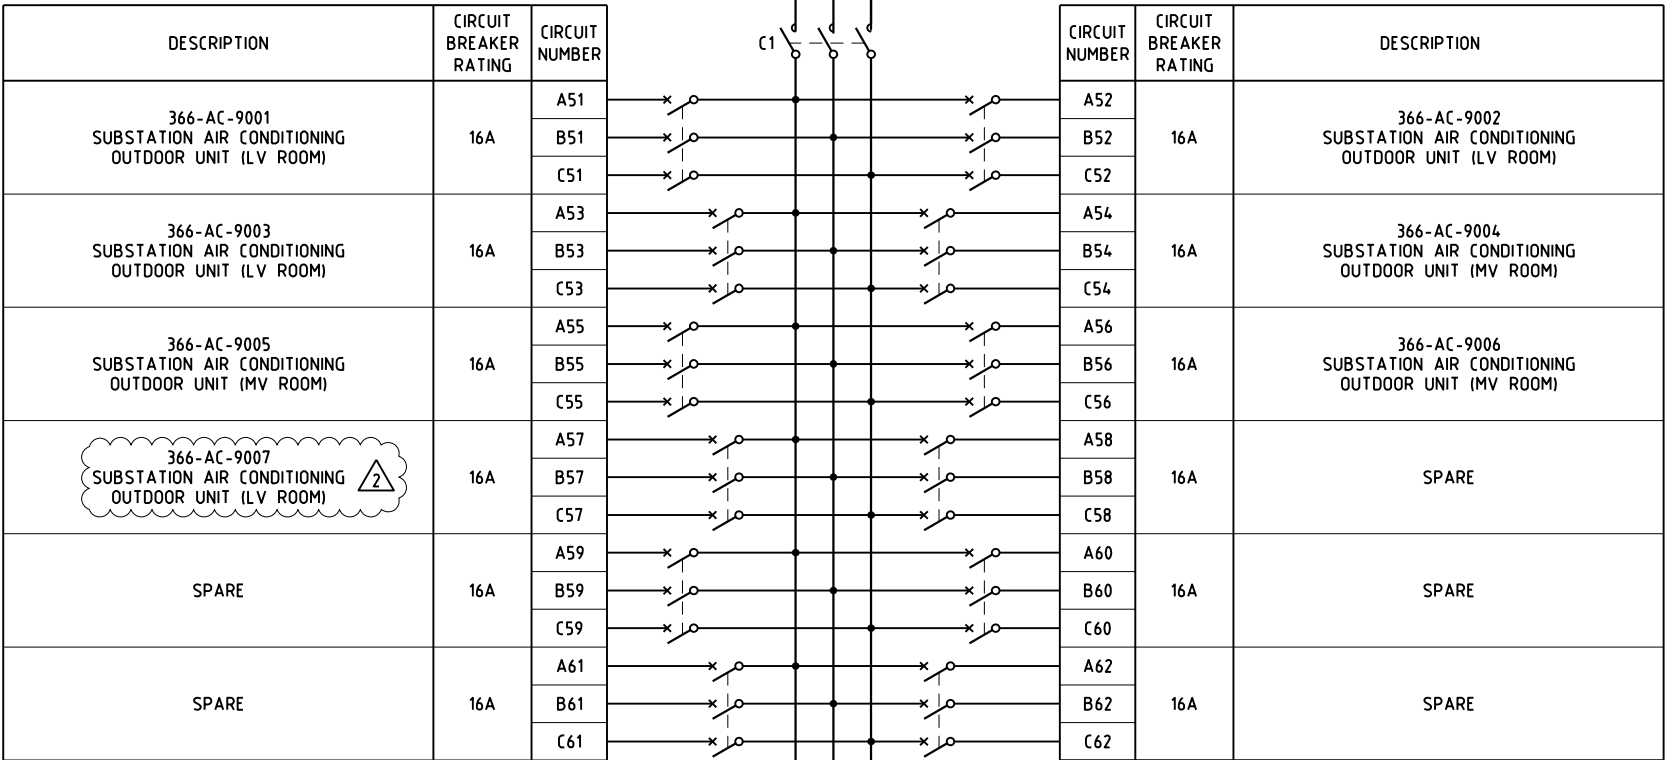 DESCRIPTION
CIRCUIT
BREAKER
RATING
CIRCUIT
NUMBER
C1
CIRCUIT
NUMBER
CIRCUIT
BREAKER
RATING
DESCRIPTION
366-AC-9001
SUBSTATION AIR CONDITIONING
OUTDOOR UNIT (LV ROOM)
16A
A51
B51
C51
A52
B52
C52
16A
366-AC-9002
SUBSTATION AIR CONDITIONING
OUTDOOR UNIT (LV ROOM)
366-AC-9003
SUBSTATION AIR CONDITIONING
OUTDOOR UNIT (LV ROOM)
16A
A53
B53
C53
A54
B54
C54
16A
366-AC-9004
SUBSTATION AIR CONDITIONING
OUTDOOR UNIT (MV ROOM)
366-AC-9005
SUBSTATION AIR CONDITIONING
OUTDOOR UNIT (MV ROOM)
16A
A55
B55
C55
A56
B56
C56
16A
366-AC-9006
SUBSTATION AIR CONDITIONING
OUTDOOR UNIT (MV ROOM)
366-AC-9007
SUBSTATION AIR CONDITIONING
OUTDOOR UNIT (LV ROOM)
2
16A
A57
B57
C57
A58
B58
C58
16A
SPARE
SPARE
16A
A59
B59
C59
A60
B60
C60
16A
SPARE
SPARE
16A
A61
B61
C61
A62
B62
C62
16A
SPARE